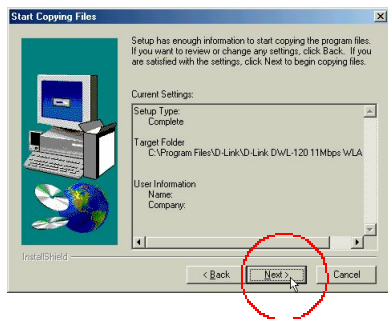 Start Copying Files
Setup has enough information to start copying the program files.
If you want to review or change any settings, click Back. If you
are satisfied with the settings, click Next to begin copying files.
Current Settings:
Setup Type:
Complete
Target Folder
C:\Program Files\D-Link\D-Link DWL-120 11Mbps WLA
User Information
Name:
Company:
InstallShield
< Back
Next >
Cancel